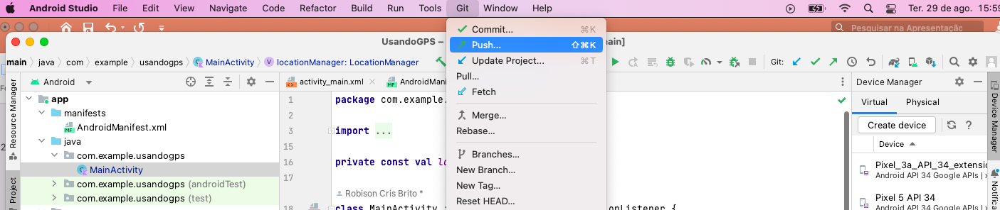 Android Studio File Edit View Navigate Code Refactor Build Run Tools Git Window Help Ter. 29 de ago. 15:59
Pesquisar na Apresentação
UsandoGPS – main]
main java com example usandogps MainActivity locationManager: LocationManager Git:
Commit... ⌘K
Push... ⇧⌘K
Update Project... ⌘T
Pull...
Fetch
Merge...
Rebase...
Branches...
New Branch...
New Tag...
Reset HEAD...
Resource Manager
Project
Android
app
manifests
AndroidManifest.xml
java
com.example.usandogps
MainActivity
com.example.usandogps (androidTest)
com.example.usandogps (test)
activity_main.xml AndroidMani
1 package com.example.
2
3 import ...
15
16 private const val lo
17
Robison Cris Brito *
18 class MainActivity onListener {
Device Manager
Virtual Physical
Create device
Device
Pixel_3a_API_34_extension
Android API 34 Google APIs | x
Pixel 5 API 34
Android API 34 Google APIs | x
Device Manager
Notifica